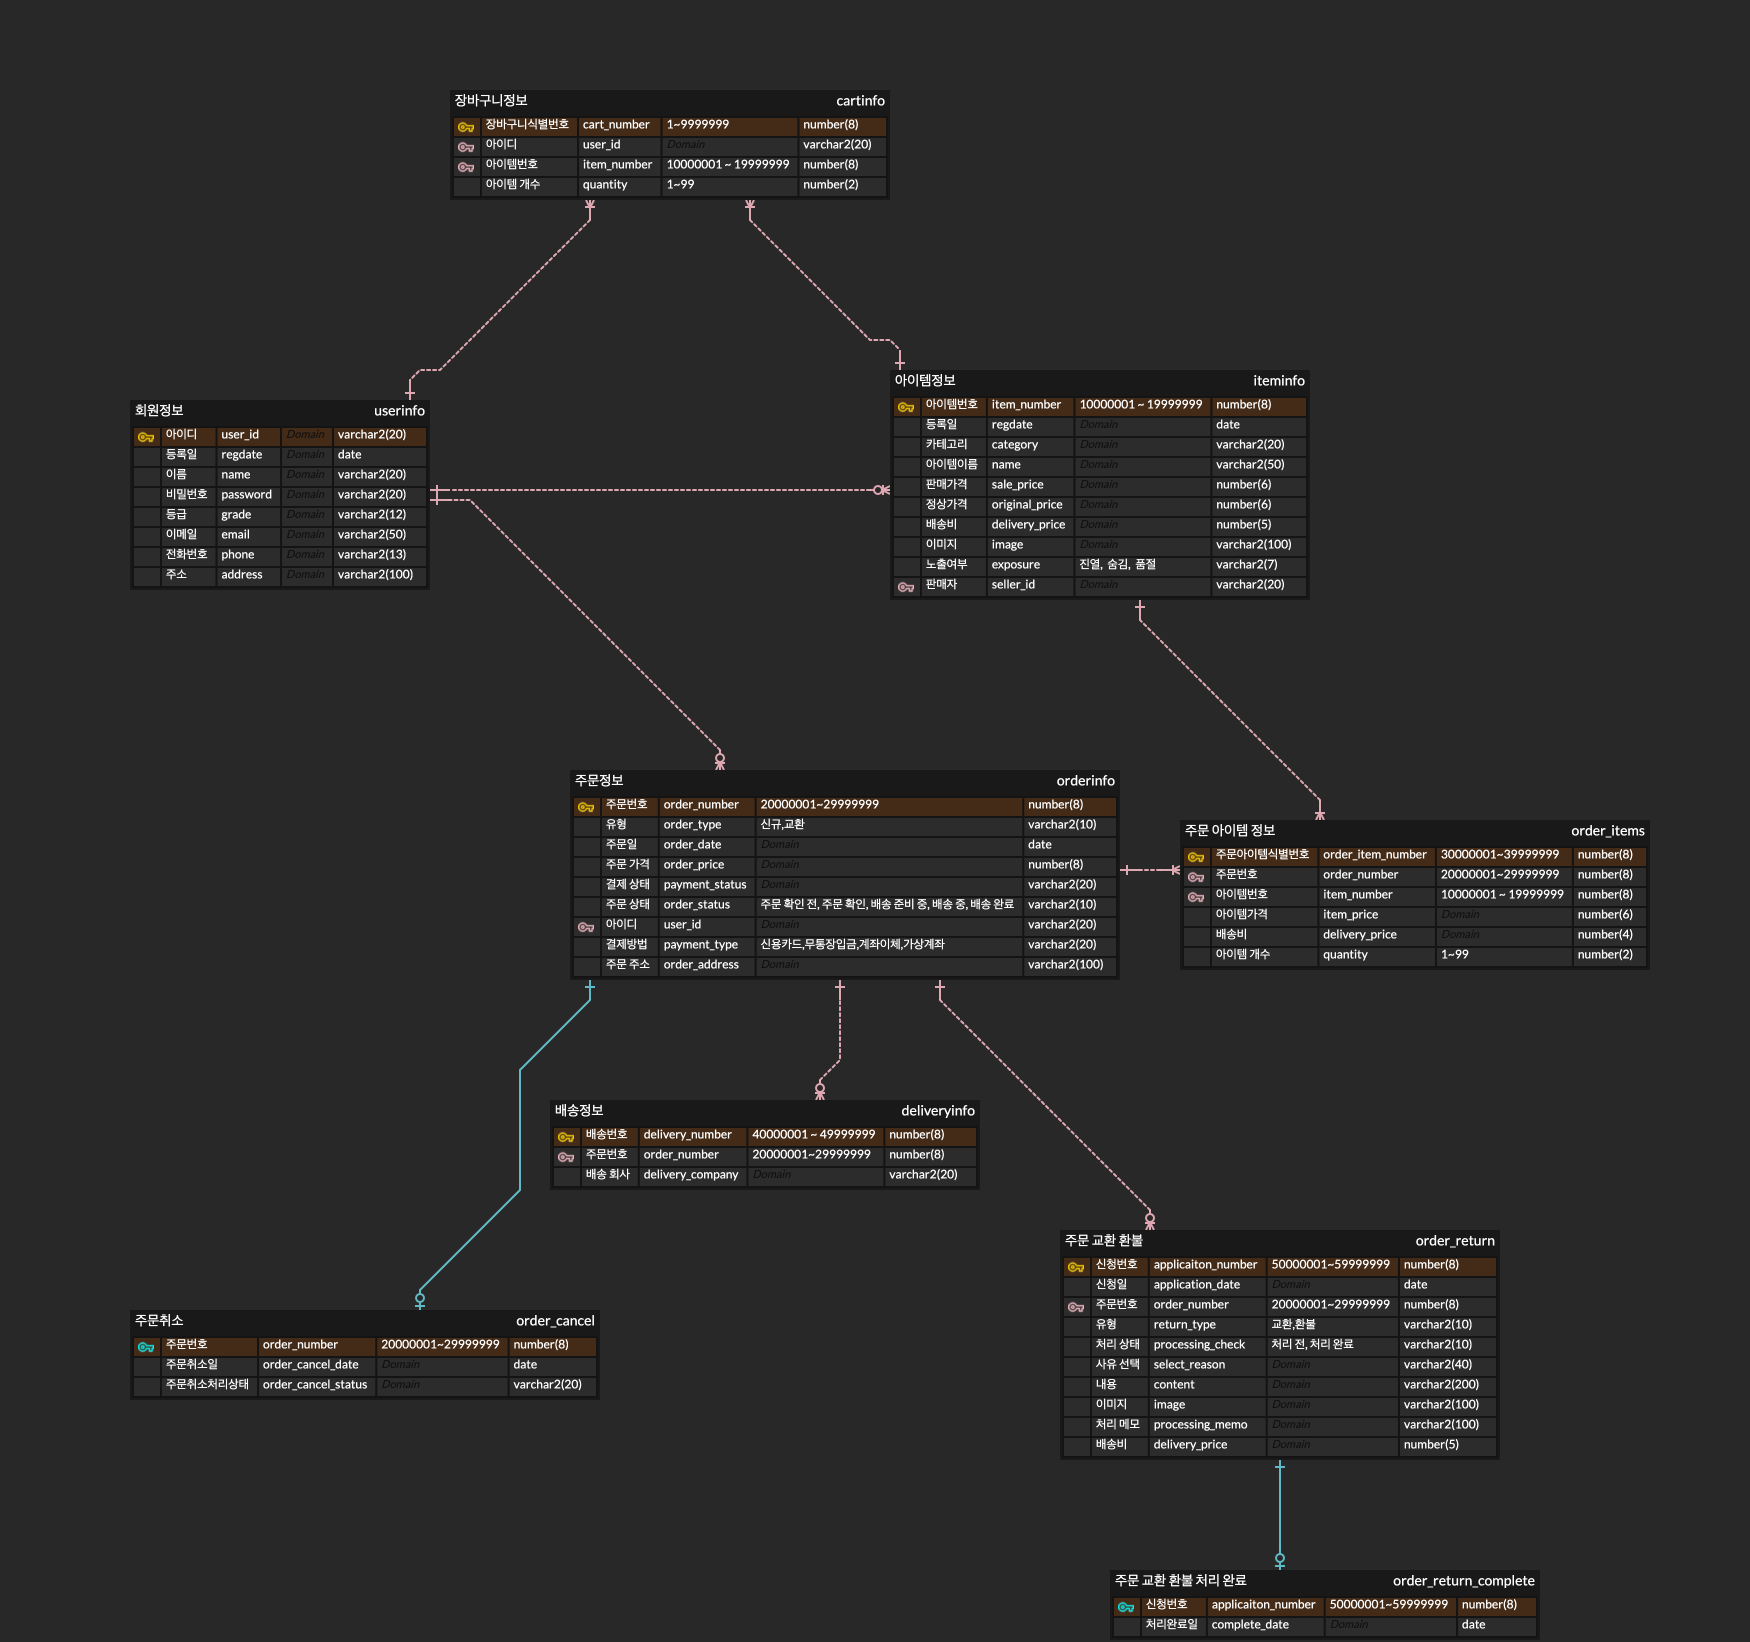 장바구니정보 cartinfo
장바구니식별번호 cart_number 1~9999999 number(8)
아이디 user_id Domain varchar2(20)
아이템번호 item_number 10000001 ~ 19999999 number(8)
아이템 개수 quantity 1~99 number(2)
회원정보 userinfo
아이디 user_id Domain varchar2(20)
등록일 regdate Domain date
이름 name Domain varchar2(20)
비밀번호 password Domain varchar2(20)
등급 grade Domain varchar2(12)
이메일 email Domain varchar2(50)
전화번호 phone Domain varchar2(13)
주소 address Domain varchar2(100)
아이템정보 iteminfo
아이템번호 item_number 10000001 ~ 19999999 number(8)
등록일 regdate Domain date
카테고리 category Domain varchar2(20)
아이템이름 name Domain varchar2(50)
판매가격 sale_price Domain number(6)
정상가격 original_price Domain number(6)
배송비 delivery_price Domain number(5)
이미지 image Domain varchar2(100)
노출여부 exposure 진열, 숨김, 품절 varchar2(7)
판매자 seller_id Domain varchar2(20)
주문정보 orderinfo
주문번호 order_number 20000001~29999999 number(8)
유형 order_type 신규,교환 varchar2(10)
주문일 order_date Domain date
주문 가격 order_price Domain number(8)
결제 상태 payment_status Domain varchar2(20)
주문 상태 order_status 주문 확인 전, 주문 확인, 배송 준비 중, 배송 중, 배송 완료 varchar2(10)
아이디 user_id Domain varchar2(20)
결제방법 payment_type 신용카드,무통장입금,계좌이체,가상계좌 varchar2(20)
주문 주소 order_address Domain varchar2(100)
주문 아이템 정보 order_items
주문아이템식별번호 order_item_number 30000001~39999999 number(8)
주문번호 order_number 20000001~29999999 number(8)
아이템번호 item_number 10000001 ~ 19999999 number(8)
아이템가격 item_price Domain number(6)
배송비 delivery_price Domain number(4)
아이템 개수 quantity 1~99 number(2)
배송정보 deliveryinfo
배송번호 delivery_number 40000001 ~ 49999999 number(8)
주문번호 order_number 20000001~29999999 number(8)
배송 회사 delivery_company Domain varchar2(20)
주문 교환 환불 order_return
신청번호 applicaiton_number 50000001~59999999 number(8)
신청일 application_date Domain date
주문번호 order_number 20000001~29999999 number(8)
유형 return_type 교환,환불 varchar2(10)
처리 상태 processing_check 처리 전, 처리 완료 varchar2(10)
사유 선택 select_reason Domain varchar2(40)
내용 content Domain varchar2(200)
이미지 image Domain varchar2(100)
처리 메모 processing_memo Domain varchar2(100)
배송비 delivery_price Domain number(5)
주문취소 order_cancel
주문번호 order_number 20000001~29999999 number(8)
주문취소일 order_cancel_date Domain date
주문취소처리상태 order_cancel_status Domain varchar2(20)
주문 교환 환불 처리 완료 order_return_complete
신청번호 applicaiton_number 50000001~59999999 number(8)
처리완료일 complete_date Domain date